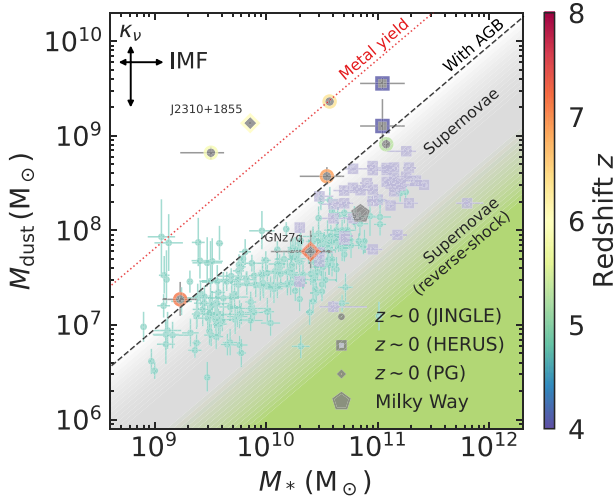 κν
IMF
Metal yield
With AGB
J2310+1855
Supernovae
GNz7q
Supernovae
(reverse-shock)
z ~ 0 (JINGLE)
z ~ 0 (HERUS)
z ~ 0 (PG)
Milky Way
10^10
10^9
10^8
10^7
10^6
M_dust (M⊙)
10^9
10^10
10^11
10^12
M_* (M⊙)
8
7
6
5
4
Redshift z